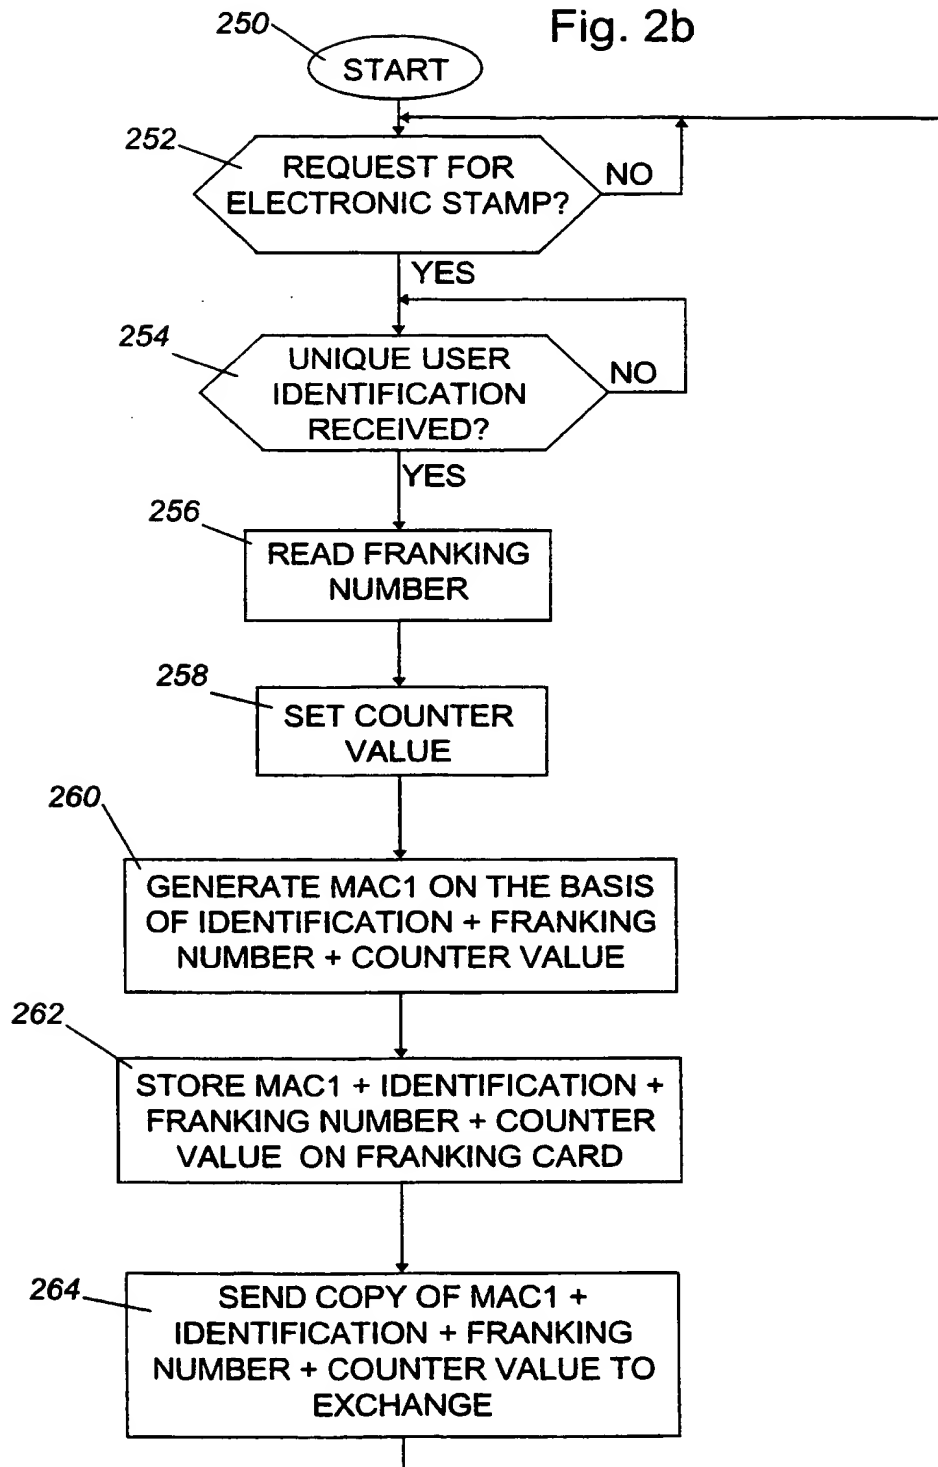 Fig. 2b
250
START
252
REQUEST FOR
ELECTRONIC STAMP?
NO
YES
254
UNIQUE USER
IDENTIFICATION
RECEIVED?
NO
YES
256
READ FRANKING
NUMBER
258
SET COUNTER
VALUE
260
GENERATE MAC1 ON THE BASIS
OF IDENTIFICATION + FRANKING
NUMBER + COUNTER VALUE
262
STORE MAC1 + IDENTIFICATION +
FRANKING NUMBER + COUNTER
VALUE ON FRANKING CARD
264
SEND COPY OF MAC1 +
IDENTIFICATION + FRANKING
NUMBER + COUNTER VALUE TO
EXCHANGE